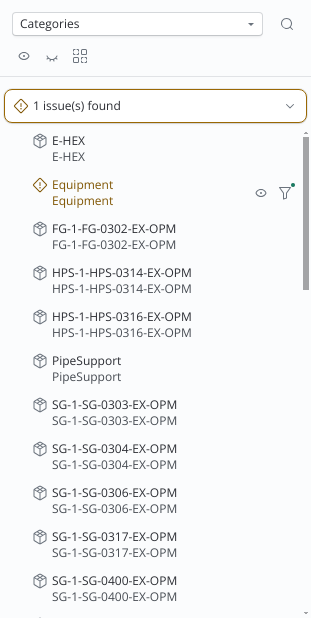 Categories
1 issue(s) found
E-HEX
E-HEX
Equipment
Equipment
FG-1-FG-0302-EX-OPM
FG-1-FG-0302-EX-OPM
HPS-1-HPS-0314-EX-OPM
HPS-1-HPS-0314-EX-OPM
HPS-1-HPS-0316-EX-OPM
HPS-1-HPS-0316-EX-OPM
PipeSupport
PipeSupport
SG-1-SG-0303-EX-OPM
SG-1-SG-0303-EX-OPM
SG-1-SG-0304-EX-OPM
SG-1-SG-0304-EX-OPM
SG-1-SG-0306-EX-OPM
SG-1-SG-0306-EX-OPM
SG-1-SG-0317-EX-OPM
SG-1-SG-0317-EX-OPM
SG-1-SG-0400-EX-OPM
SG-1-SG-0400-EX-OPM